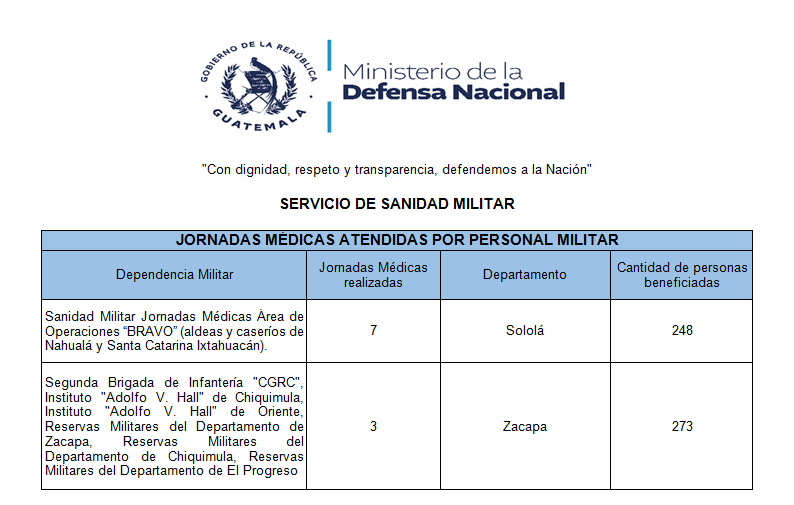 GOBIERNO DE LA REPÚBLICA
GUATEMALA
Ministerio de la
Defensa Nacional
"Con dignidad, respeto y transparencia, defendemos a la Nación"
SERVICIO DE SANIDAD MILITAR
JORNADAS MÉDICAS ATENDIDAS POR PERSONAL MILITAR
Dependencia Militar
Jornadas Médicas
realizadas
Departamento
Cantidad de personas
beneficiadas
Sanidad Militar Jornadas Médicas Área de
Operaciones “BRAVO” (aldeas y caseríos de
Nahualá y Santa Catarina Ixtahuacán).
7
Sololá
248
Segunda Brigada de Infantería "CGRC",
Instituto "Adolfo V. Hall" de Chiquimula,
Instituto "Adolfo V. Hall" de Oriente,
Reservas Militares del Departamento de
Zacapa, Reservas Militares del
Departamento de Chiquimula, Reservas
Militares del Departamento de El Progreso
3
Zacapa
273